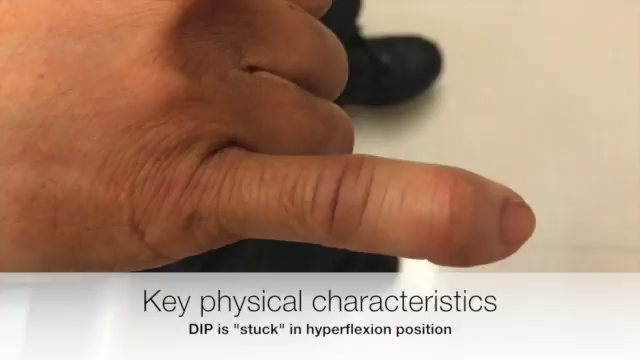 Key physical characteristics
DIP is "stuck" in hyperflexion position